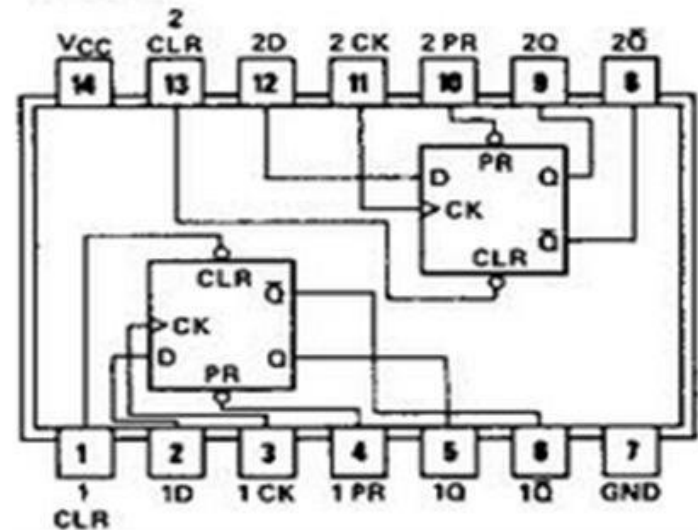 2
VCC CLR 2D 2 CK 2 PR 2Q 2Q̅
14 13 12 11 10 9 8
PR
D Q
CK
Q̅
CLR
CLR
Q̅
CK
D Q
PR
1 2 3 4 5 6 7
1 1D 1 CK 1 PR 1Q 1Q̅ GND
CLR